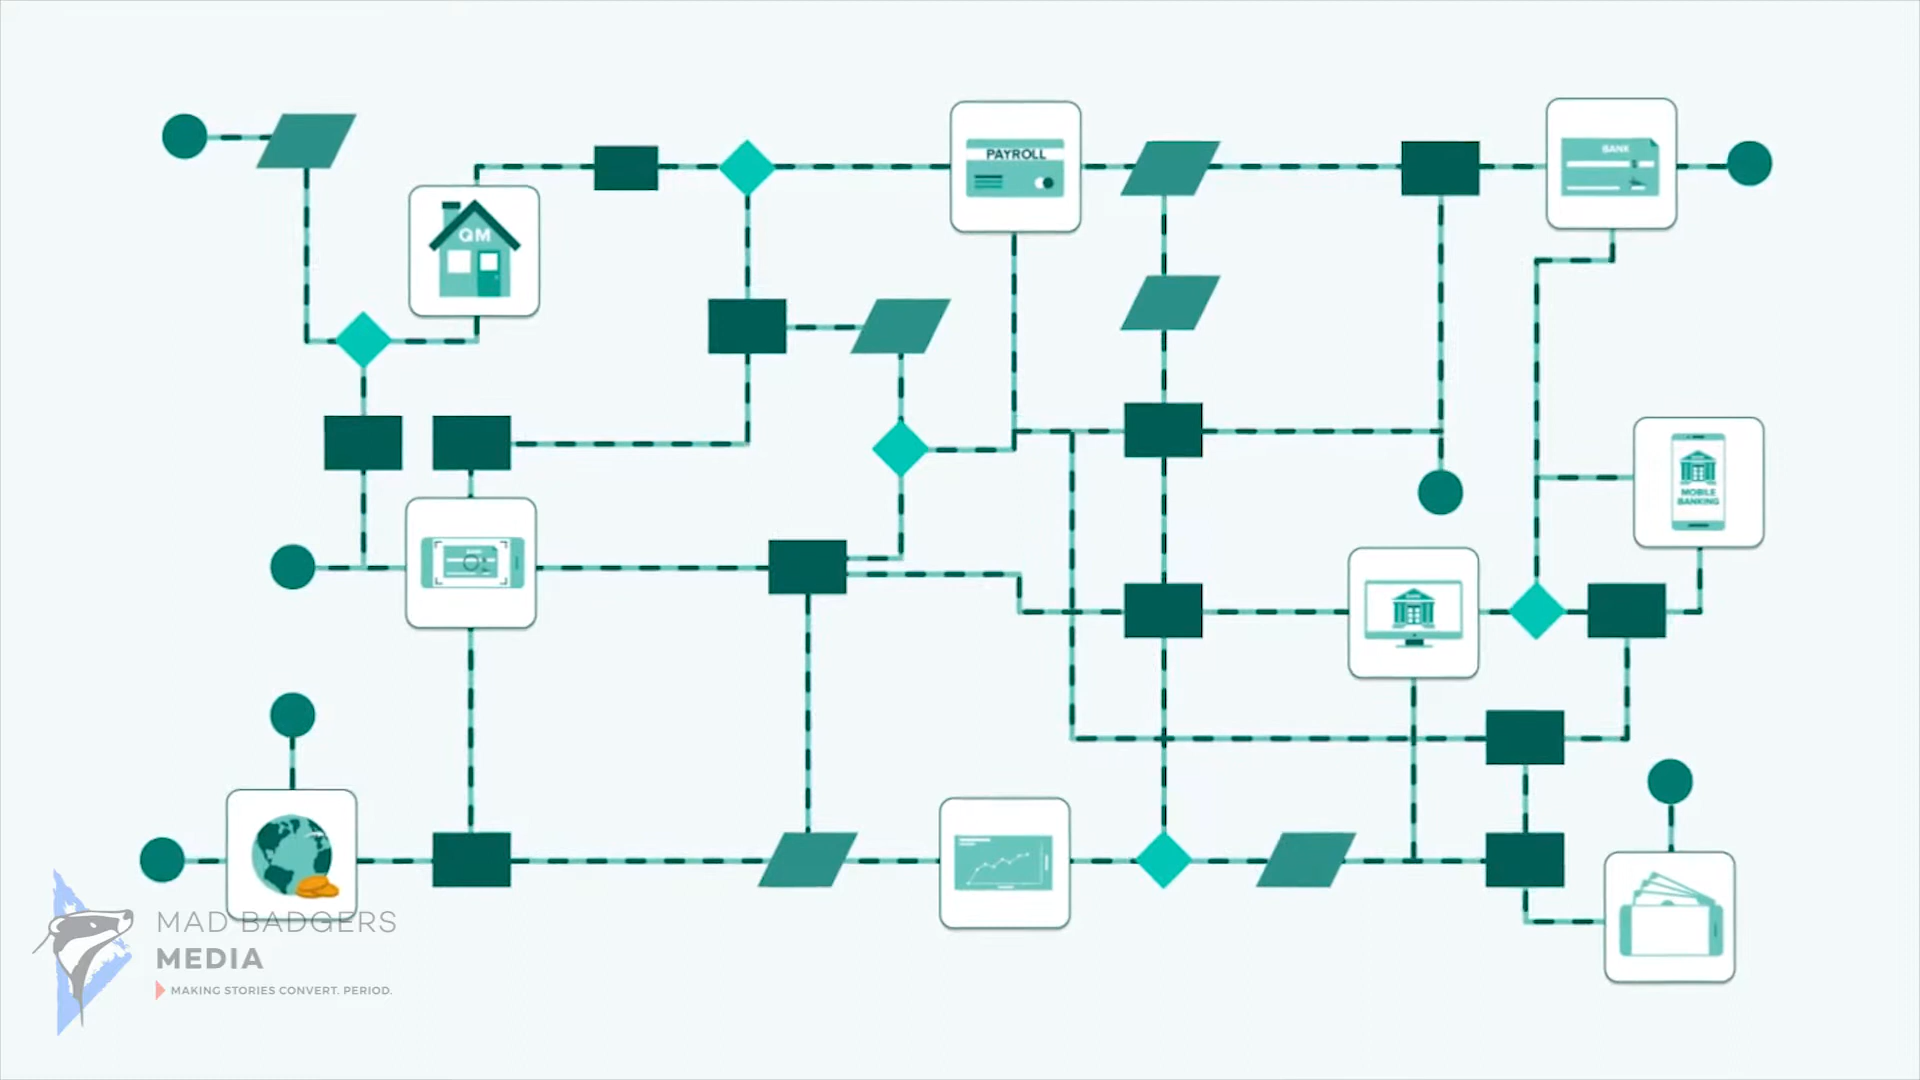 PAYROLL
BANK
QM
MOBILE
BANKING
MAD BADGERS
MEDIA
MAKING STORIES CONVERT. PERIOD.